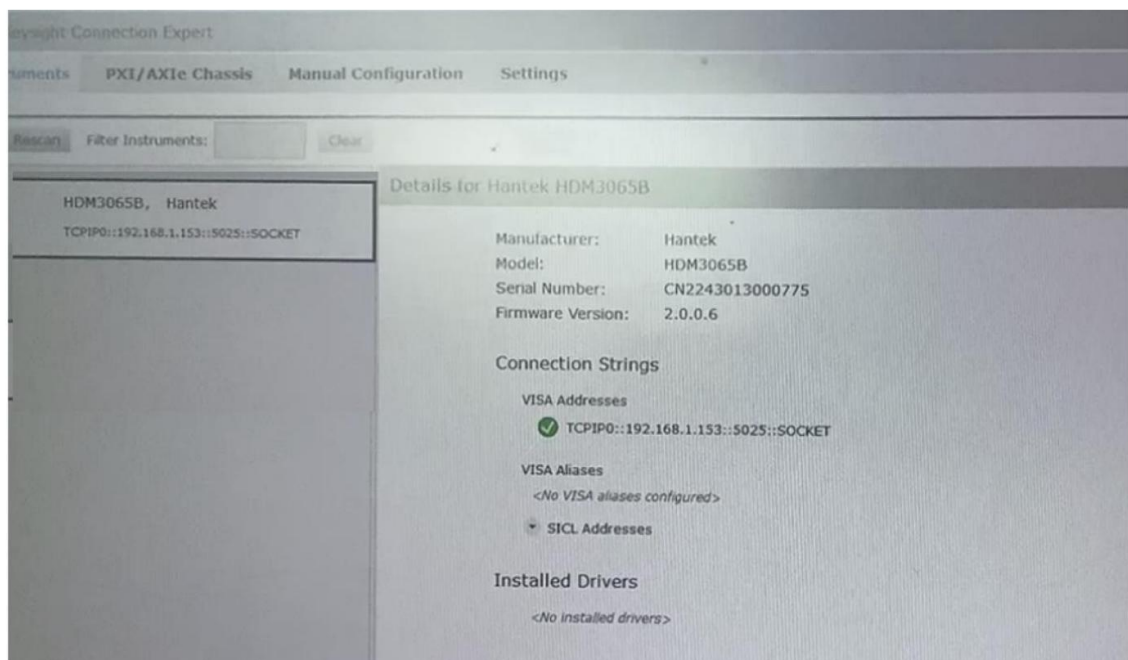 eysight Connection Expert
uments PXI/AXIe Chassis Manual Configuration Settings
Rescan Filter Instruments: Clear
HDM3065B, Hantek
TCPIP0::192.168.1.153::5025::SOCKET
Details for Hantek HDM3065B
Manufacturer: Hantek
Model: HDM3065B
Serial Number: CN2243013000775
Firmware Version: 2.0.0.6
Connection Strings
VISA Addresses
TCPIP0::192.168.1.153::5025::SOCKET
VISA Aliases
<No VISA aliases configured>
SICL Addresses
Installed Drivers
<No installed drivers>